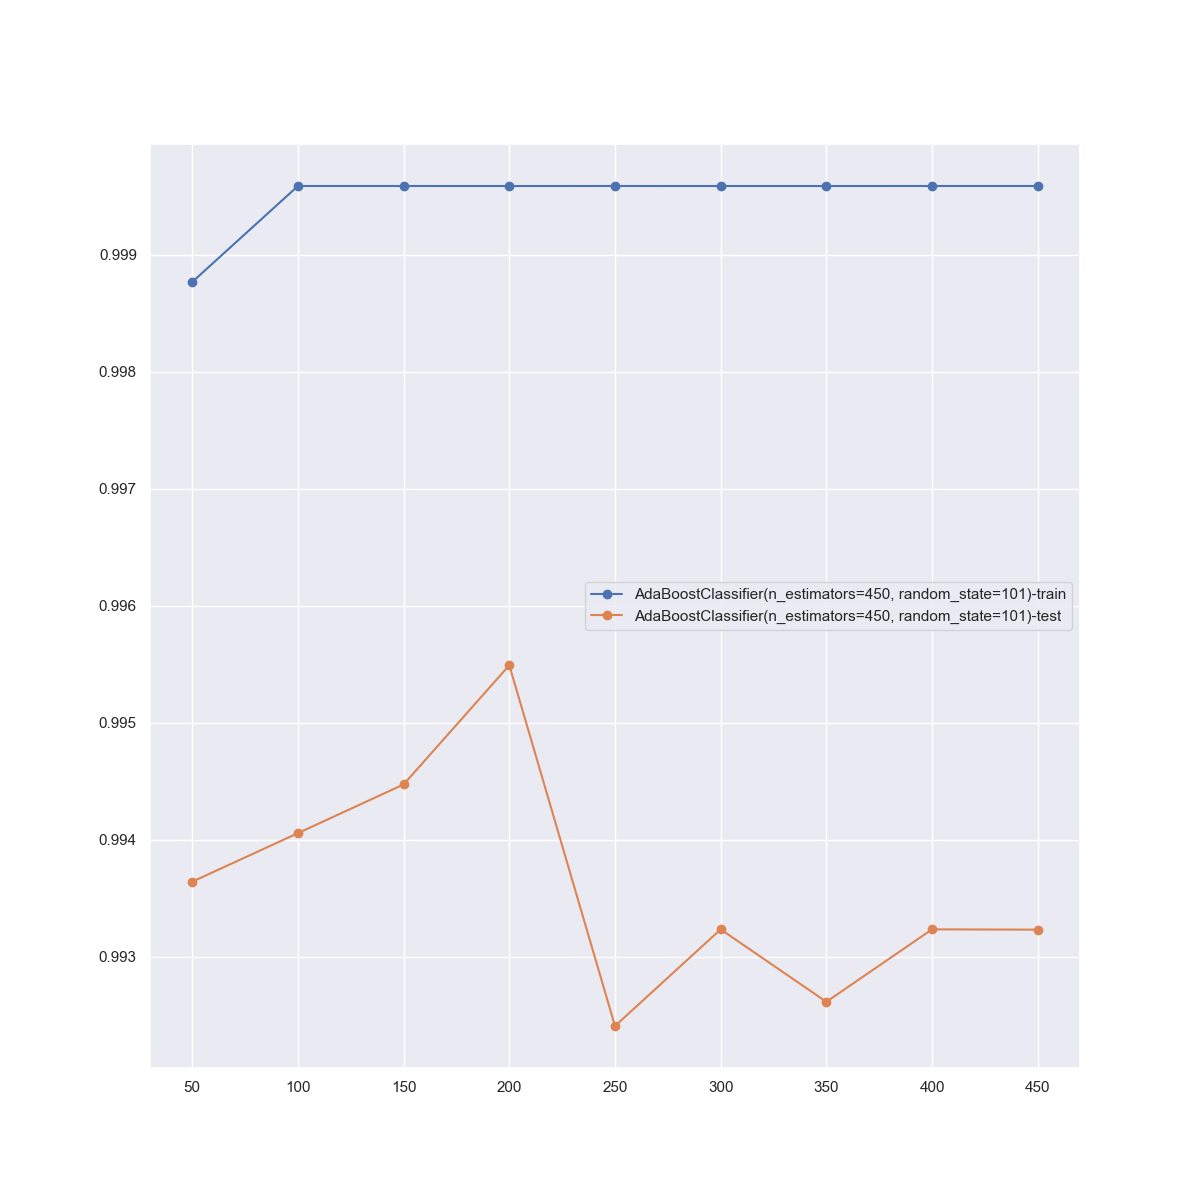 0.999
0.998
0.997
0.996
0.995
0.994
0.993
AdaBoostClassifier(n_estimators=450, random_state=101)-train
AdaBoostClassifier(n_estimators=450, random_state=101)-test
50 100 150 200 250 300 350 400 450